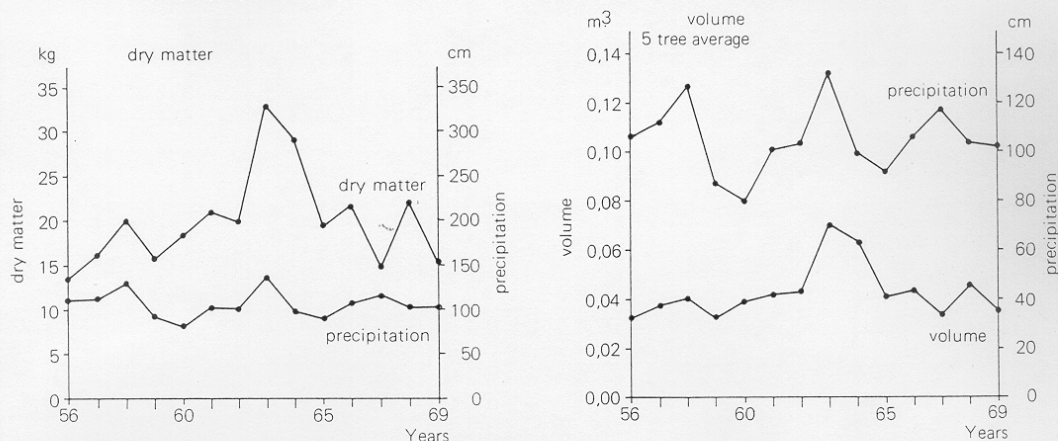 kg
dry matter
cm
35
30
25
20
15
10
5
0
dry matter
350
300
250
200
150
100
50
0
precipitation
dry matter
precipitation
56
60
65
69
Years
m3
volume
5 tree average
cm
0,14
0,12
0,10
0,08
0,06
0,04
0,02
0,00
volume
140
120
100
80
60
40
20
0
precipitation
precipitation
volume
56
60
65
69
Years